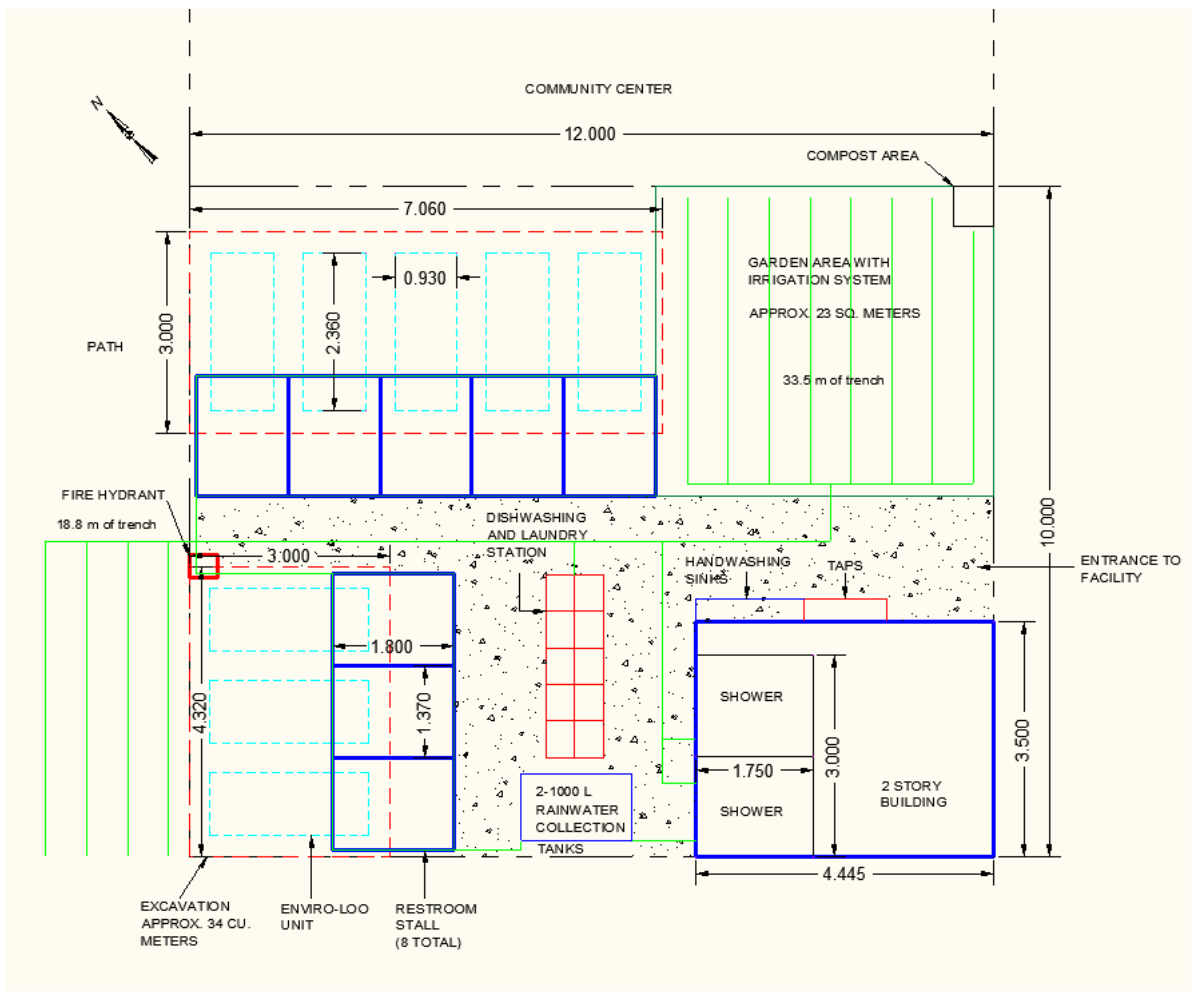 N
COMMUNITY CENTER
12.000
COMPOST AREA
7.060
GARDEN AREA WITH
IRRIGATION SYSTEM
APPROX. 23 SQ. METERS
0.930
2.360
3.000
PATH
33.5 m of trench
FIRE HYDRANT
18.8 m of trench
DISHWASHING
AND LAUNDRY
STATION
10.000
3.000
HANDWASHING
SINKS
TAPS
ENTRANCE TO
FACILITY
1.800
4.320
1.370
SHOWER
3.000
3.500
1.750
2 STORY
BUILDING
2-1000 L
RAINWATER
COLLECTION
TANKS
SHOWER
4.445
EXCAVATION
APPROX. 34 CU.
METERS
ENVIRO-LOO
UNIT
RESTROOM
STALL
(8 TOTAL)